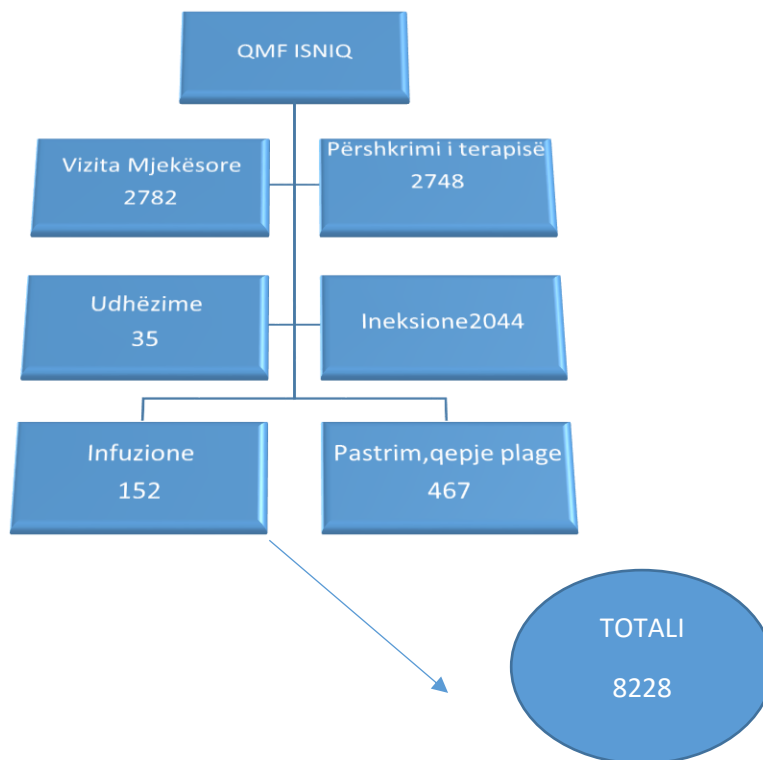 QMF ISNIQ
Vizita Mjekësore
2782
Përshkrimi i terapisë
2748
Udhëzime
35
Ineksione2044
Infuzione
152
Pastrim,qepje plage
467
TOTALI
8228